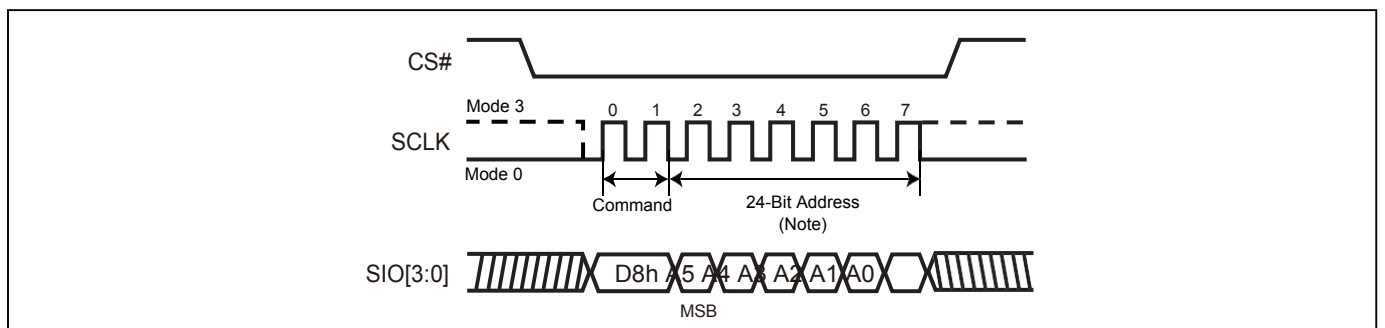 CS#
Mode 3
0 1 2 3 4 5 6 7
SCLK
Mode 0
Command
24-Bit Address
(Note)
SIO[3:0]
D8h A5 A4 A3 A2 A1 A0
MSB